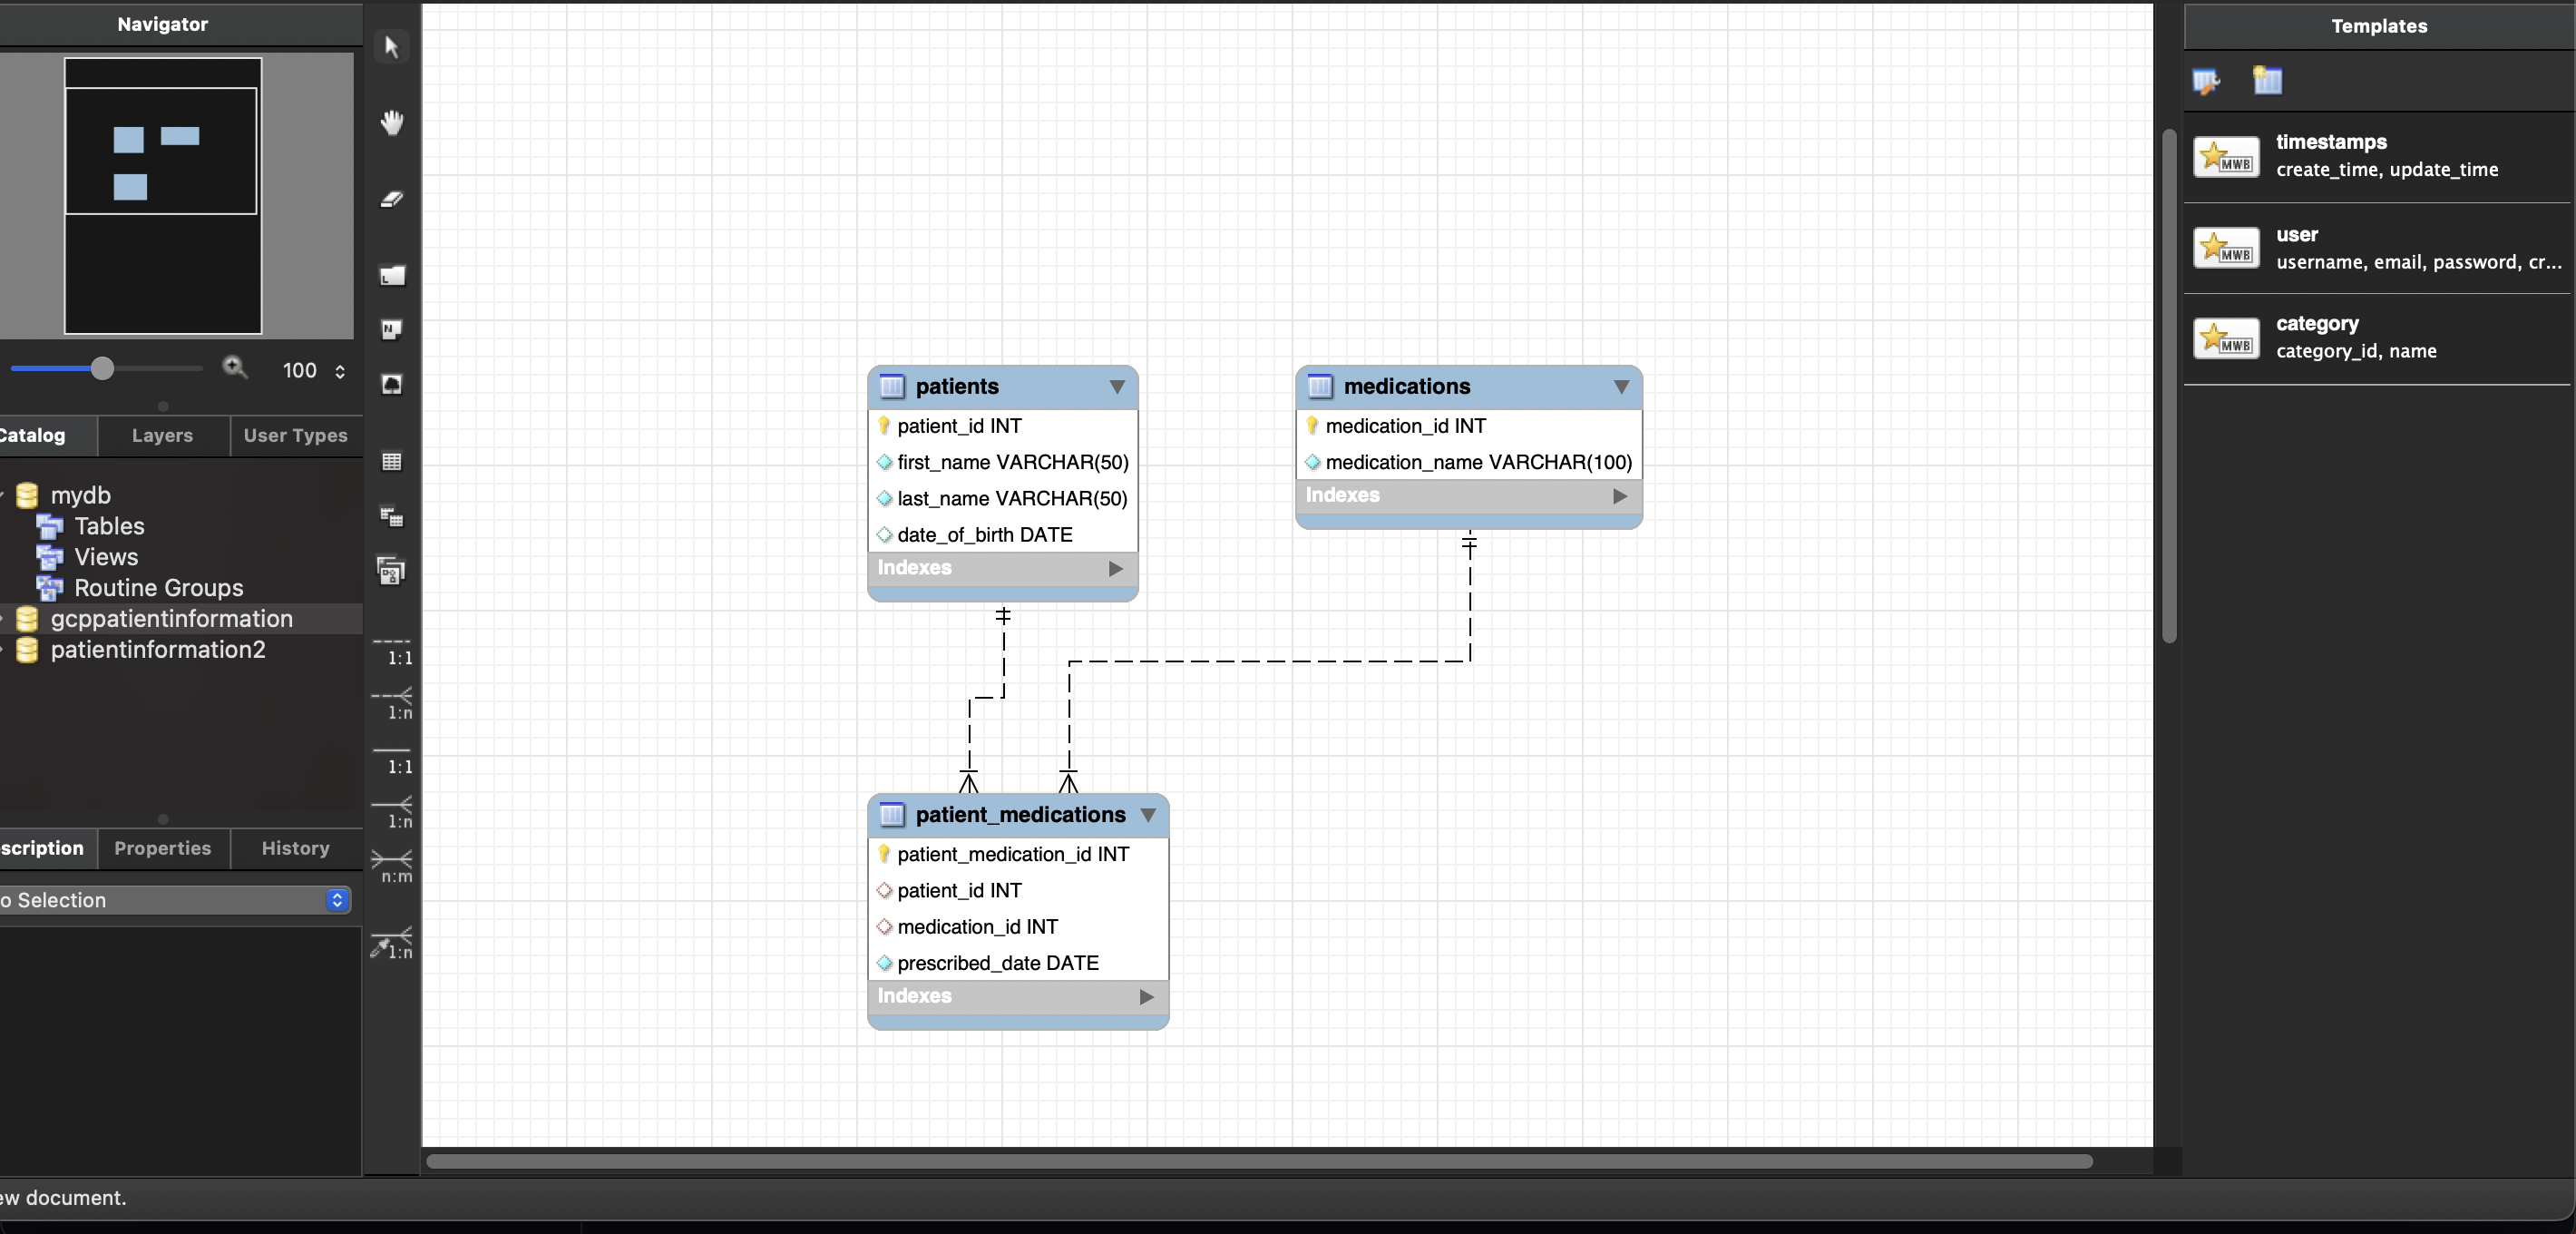 Navigator
100
Catalog
Layers
User Types
mydb
Tables
Views
Routine Groups
gcppatientinformation
patientinformation2
scription
Properties
History
o Selection
1:1
1:n
1:1
1:n
n:m
1:n
patients
patient_id INT
first_name VARCHAR(50)
last_name VARCHAR(50)
date_of_birth DATE
Indexes
medications
medication_id INT
medication_name VARCHAR(100)
Indexes
patient_medications
patient_medication_id INT
patient_id INT
medication_id INT
prescribed_date DATE
Indexes
Templates
MWB
timestamps
create_time, update_time
MWB
user
username, email, password, cr...
MWB
category
category_id, name
ew document.